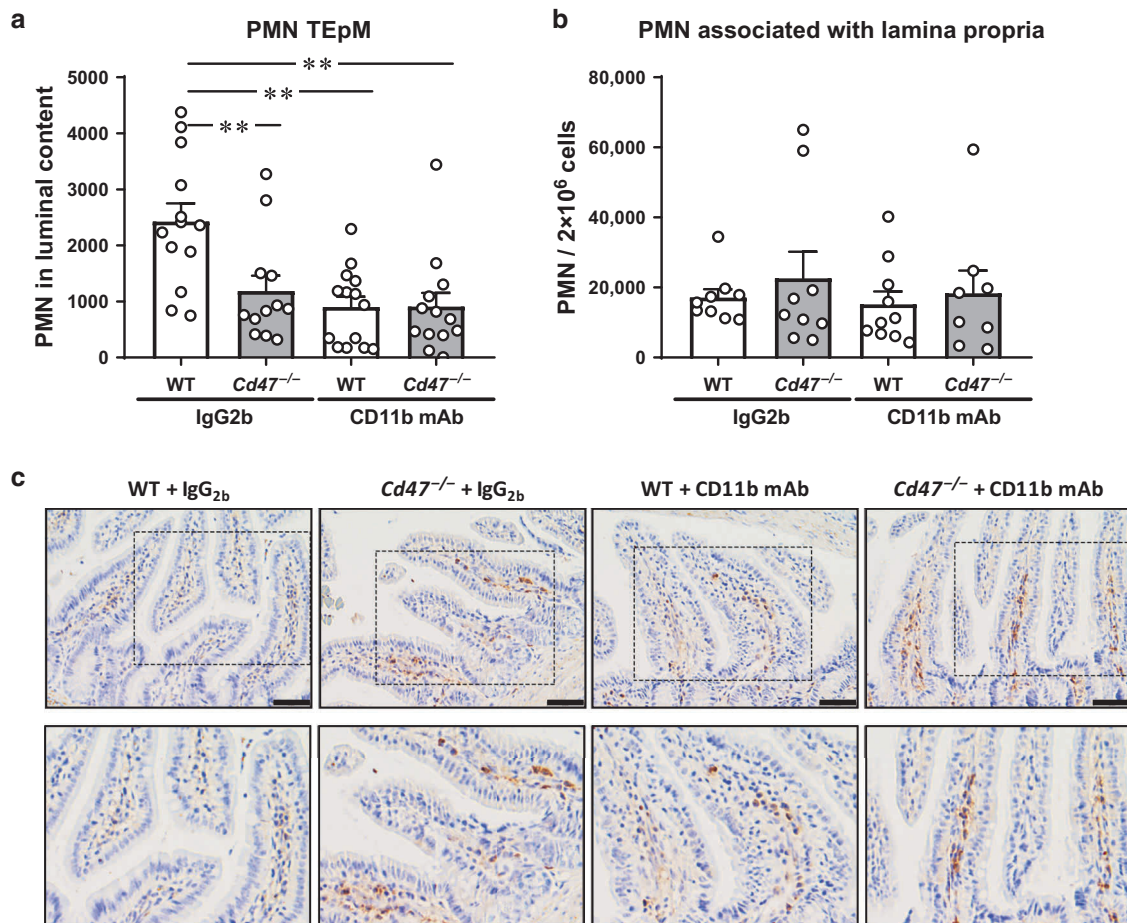 a
PMN TEpM
PMN in luminal content
5000
4000
3000
2000
1000
0
**
**
**
WT
Cd47−/−
WT
Cd47−/−
IgG2b
CD11b mAb
b
PMN associated with lamina propria
PMN / 2×10⁶ cells
80,000
60,000
40,000
20,000
0
WT
Cd47−/−
WT
Cd47−/−
IgG2b
CD11b mAb
c
WT + IgG₂b
Cd47−/− + IgG₂b
WT + CD11b mAb
Cd47−/− + CD11b mAb